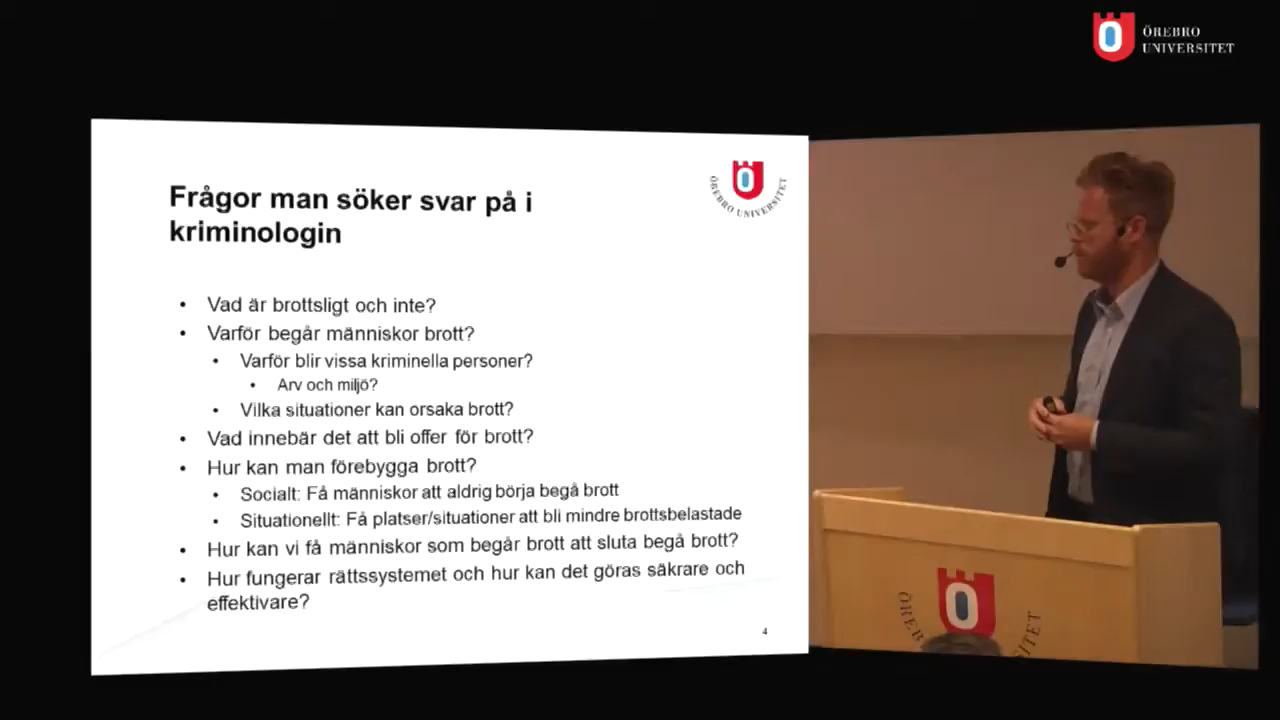 ÖREBRO
UNIVERSITET
Frågor man söker svar på i
kriminologin
ÖREBRO UNIVERSITET
• Vad är brottsligt och inte?
• Varför begår människor brott?
• Varför blir vissa kriminella personer?
• Arv och miljö?
• Vilka situationer kan orsaka brott?
• Vad innebär det att bli offer för brott?
• Hur kan man förebygga brott?
• Socialt: Få människor att aldrig börja begå brott
• Situationellt: Få platser/situationer att bli mindre brottsbelastade
• Hur kan vi få människor som begår brott att sluta begå brott?
• Hur fungerar rättssystemet och hur kan det göras säkrare och
effektivare?
4